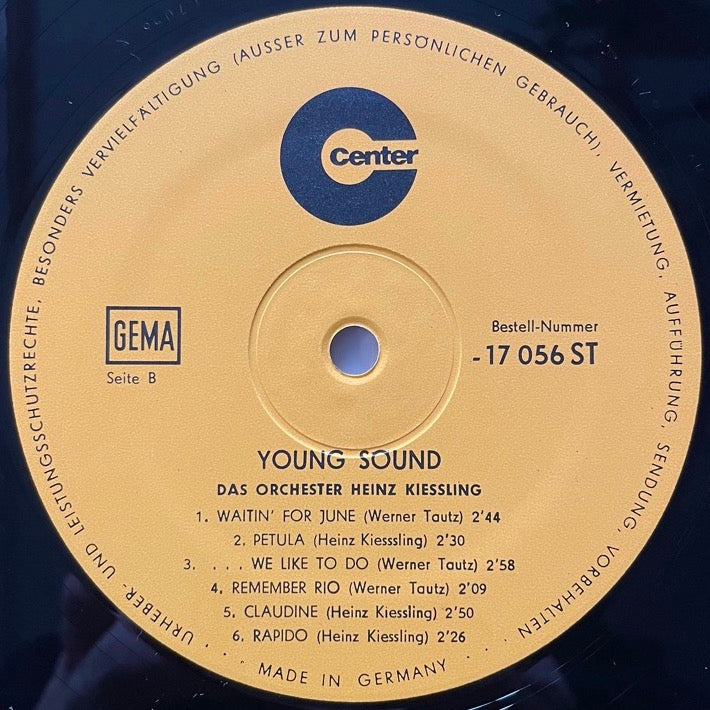 URHEBER- UND LEISTUNGSSCHUTZRECHTE, BESONDERS VERVIELFÄLTIGUNG (AUSSER ZUM PERSÖNLICHEN GEBRAUCH), VERMIETUNG, AUFFÜHRUNG, SENDUNG, VORBEHALTEN
Center
GEMA
Seite B
Bestell-Nummer
-17 056 ST
YOUNG SOUND
DAS ORCHESTER HEINZ KIESSLING
1. WAITIN' FOR JUNE (Werner Tautz) 2'44
2. PETULA (Heinz Kiesssling) 2'30
3. . . . WE LIKE TO DO (Werner Tautz) 2'58
4. REMEMBER RIO (Werner Tautz) 2'09
5. CLAUDINE (Heinz Kiessling) 2'50
6. RAPIDO (Heinz Kiessling) 2'26
. . . MADE IN GERMANY . . .